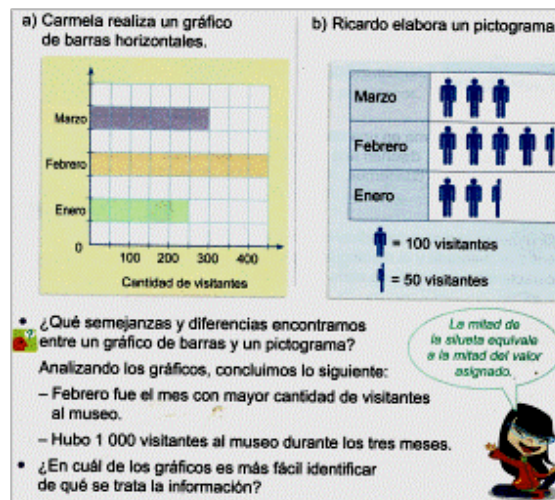 a) Carmela realiza un gráfico
de barras horizontales.
Marzo
Febrero
Enero
0
100 200 300 400
Cantidad de visitantes
b) Ricardo elabora un pictograma
Marzo
Febrero
Enero
= 100 visitantes
= 50 visitantes
• ¿Qué semejanzas y diferencias encontramos
entre un gráfico de barras y un pictograma?
Analizando los gráficos, concluimos lo siguiente:
– Febrero fue el mes con mayor cantidad de visitantes
al museo.
– Hubo 1 000 visitantes al museo durante los tres meses.
• ¿En cuál de los gráficos es más fácil identificar
de qué se trata la información?
La mitad de
la silueta equivale
a la mitad del valor
asignado.